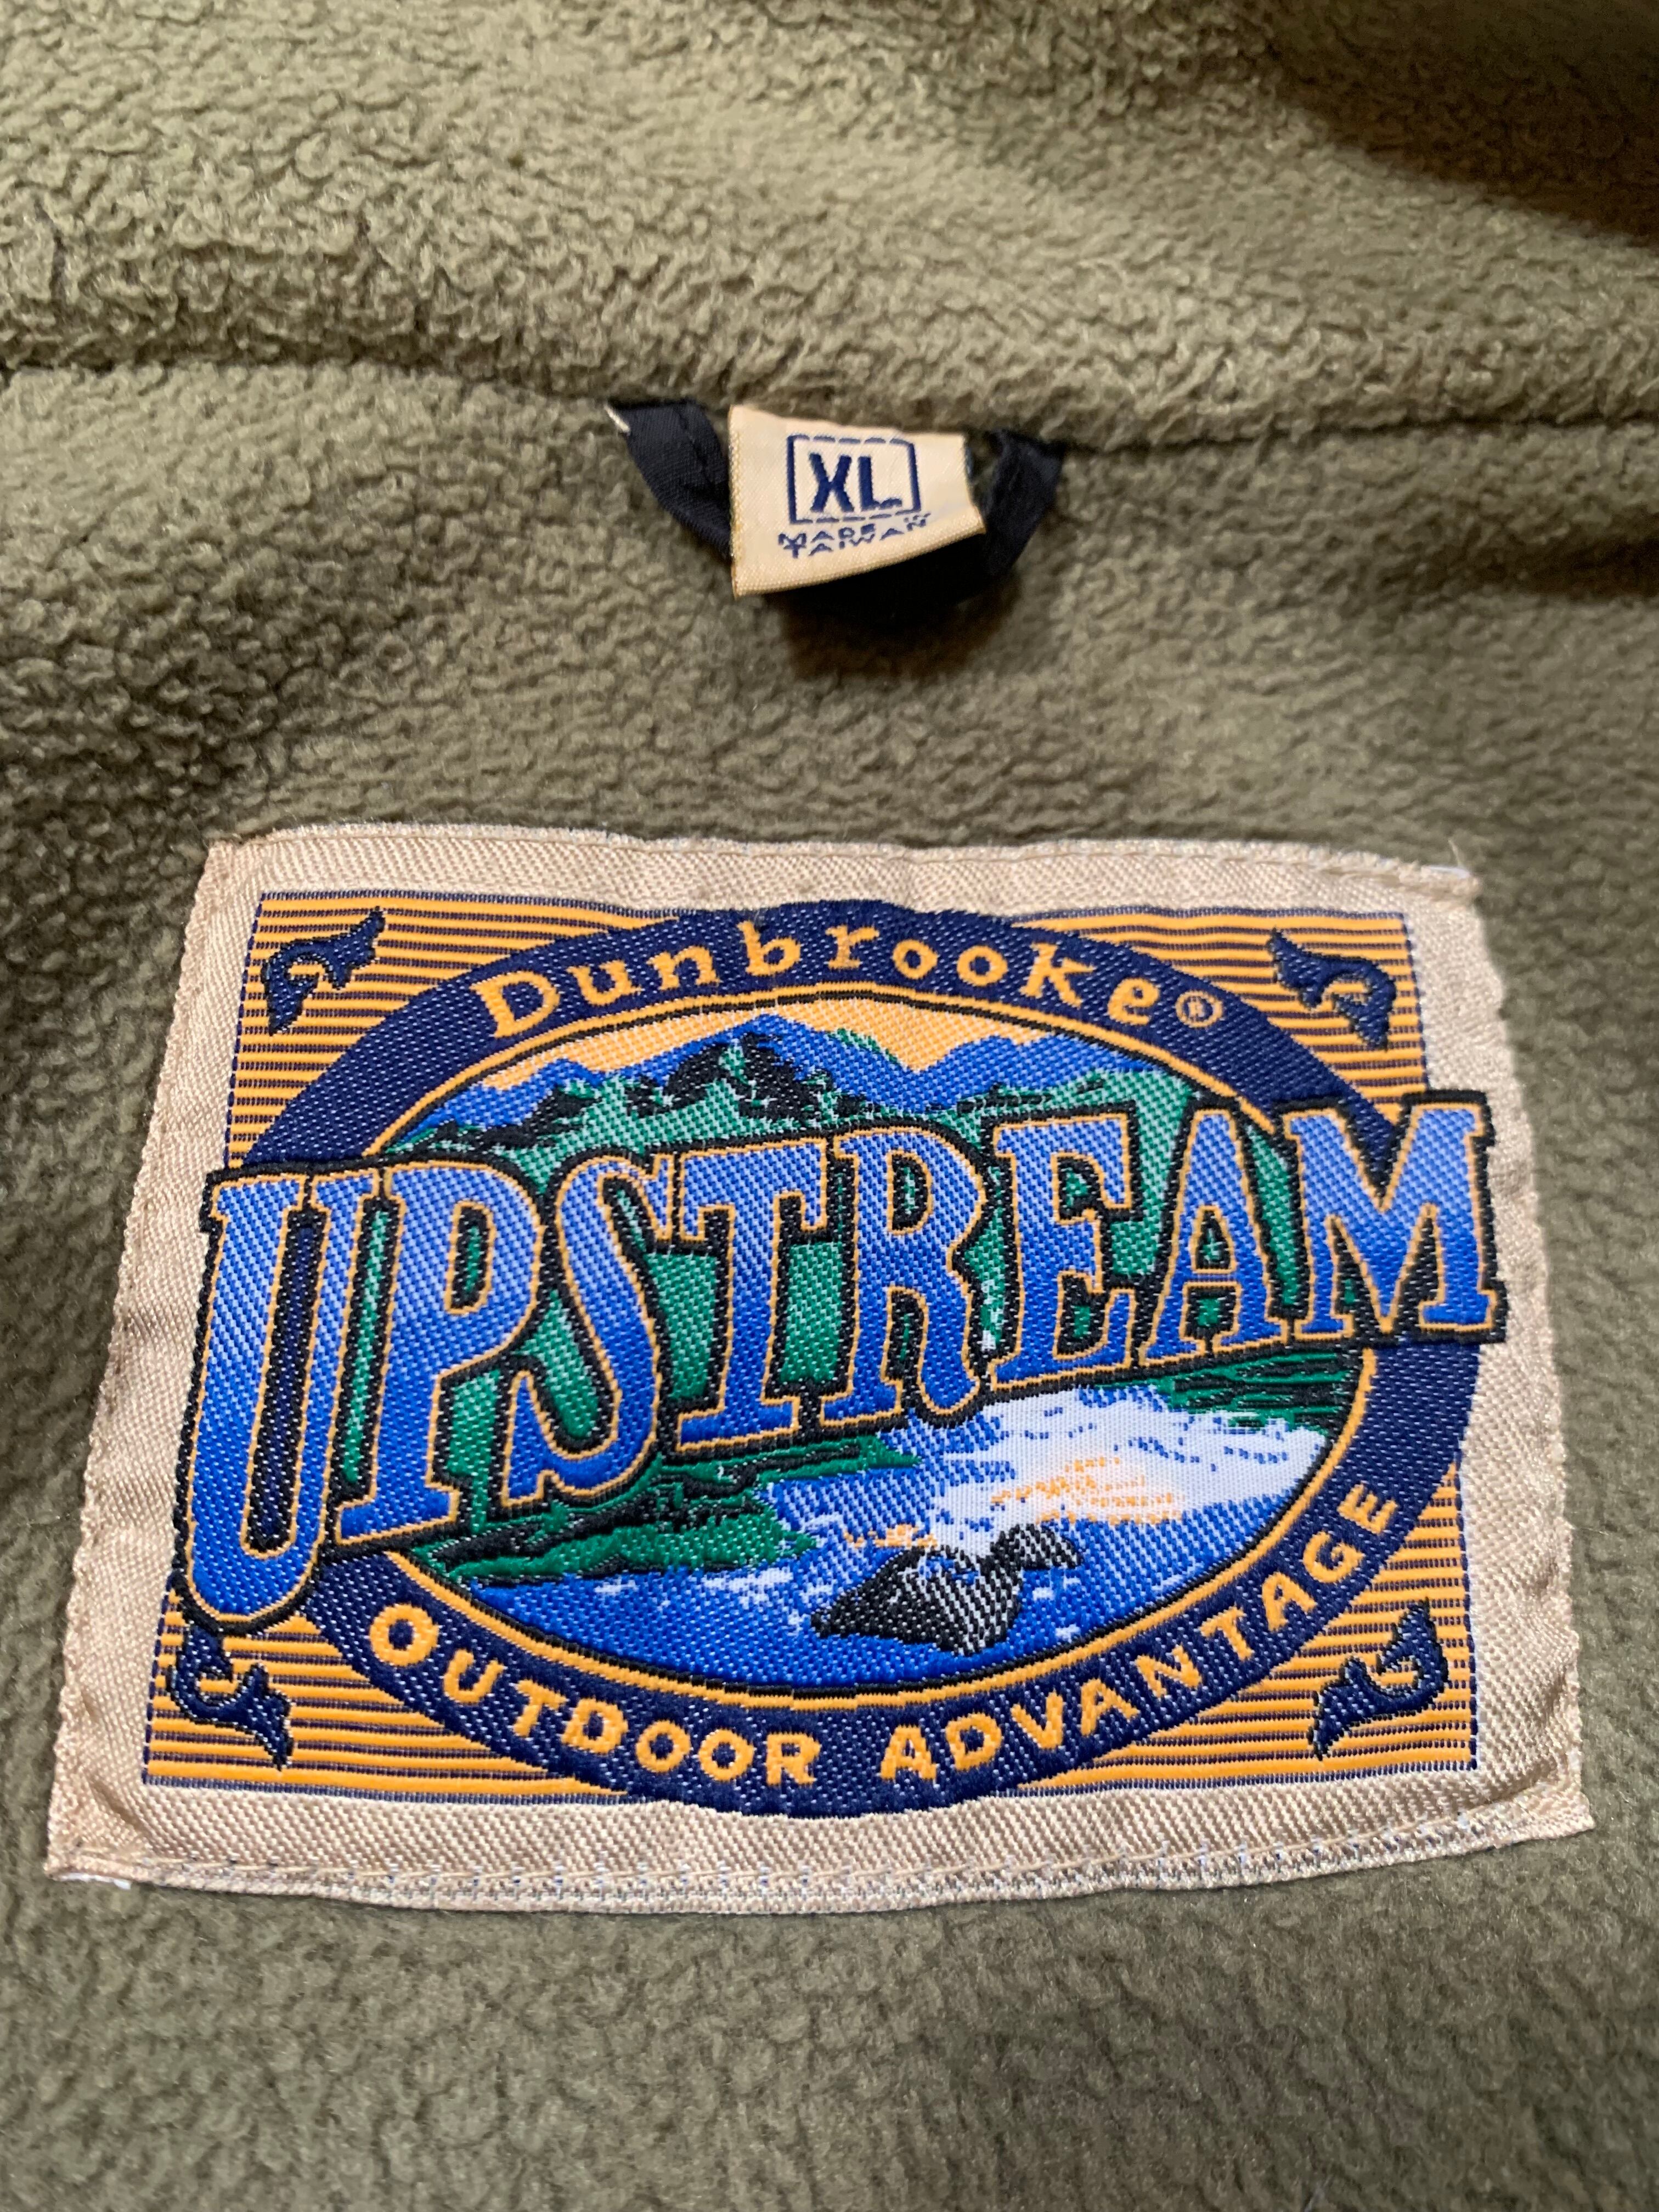 XL
MADE IN
TAIWAN
Dunbrooke®
UPSTREAM
OUTDOOR ADVANTAGE